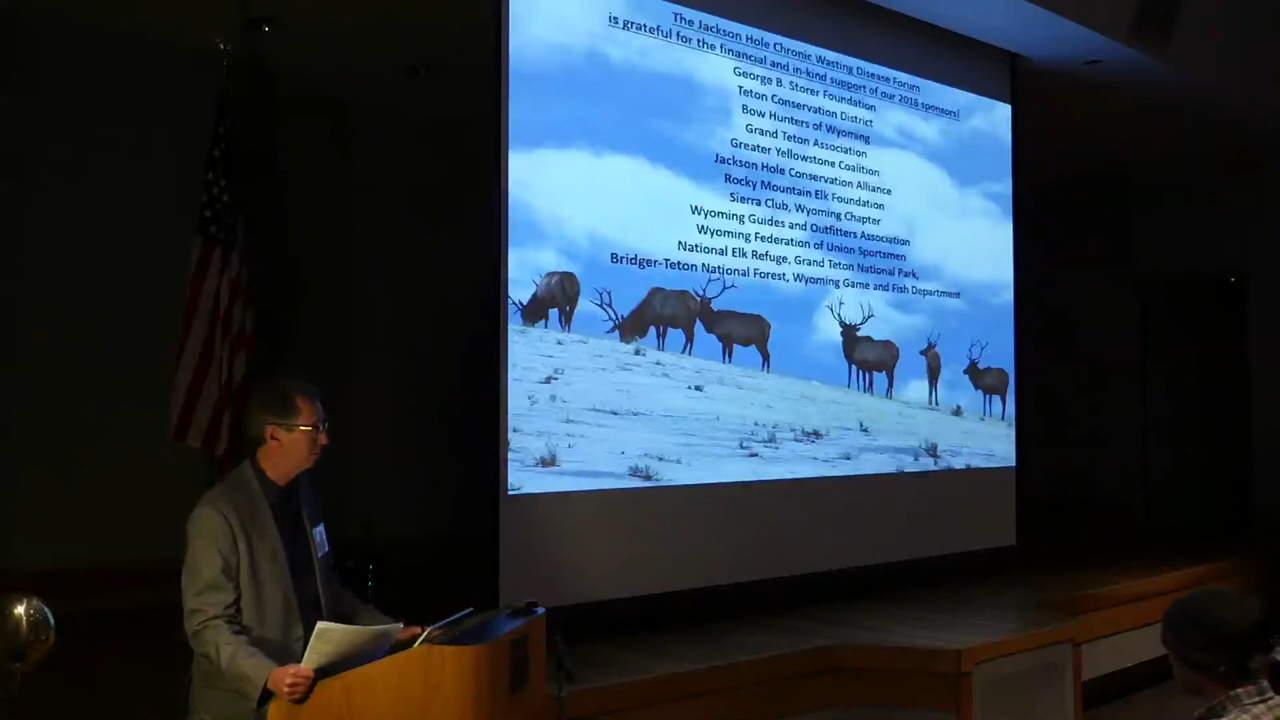 The Jackson Hole Chronic Wasting Disease Forum
is grateful for the financial and in-kind support of our 2016 sponsors!
George B. Storer Foundation
Teton Conservation District
Bow Hunters of Wyoming
Grand Teton Association
Greater Yellowstone Coalition
Jackson Hole Conservation Alliance
Rocky Mountain Elk Foundation
Sierra Club, Wyoming Chapter
Wyoming Guides and Outfitters Association
Wyoming Federation of Union Sportsmen
National Elk Refuge, Grand Teton National Park,
Bridger-Teton National Forest, Wyoming Game and Fish Department